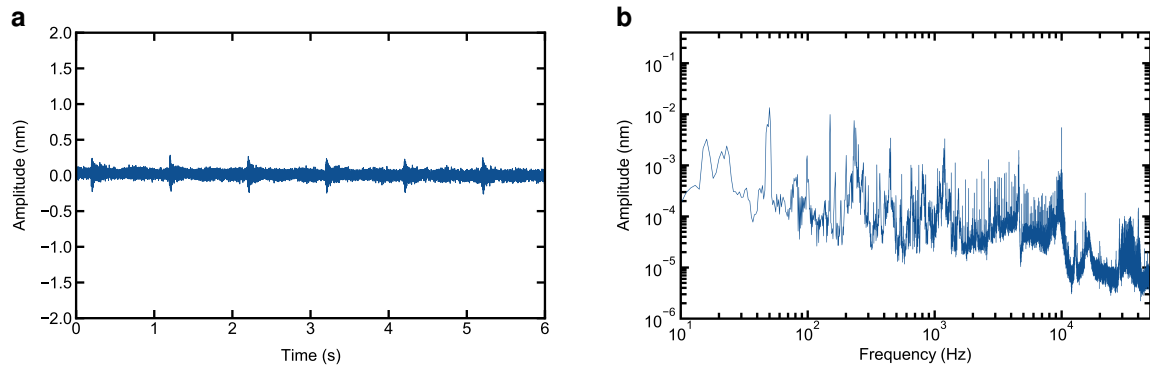 a
2.0
1.5
1.0
0.5
0.0
−0.5
−1.0
−1.5
−2.0
0 1 2 3 4 5 6
Time (s)
Amplitude (nm)
b
10⁻¹
10⁻²
10⁻³
10⁻⁴
10⁻⁵
10⁻⁶
10¹ 10² 10³ 10⁴
Frequency (Hz)
Amplitude (nm)